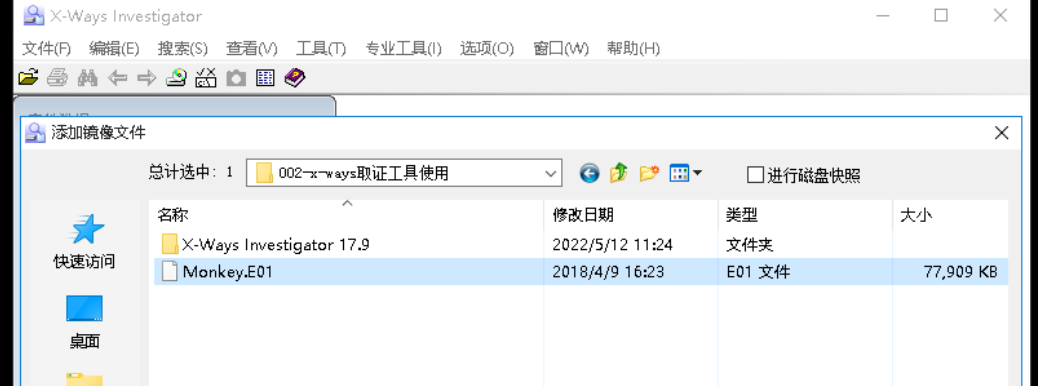 X-Ways Investigator
文件(F) 编辑(E) 搜索(S) 查看(V) 工具(T) 专业工具(I) 选项(O) 窗口(W) 帮助(H)
添加镜像文件
总计选中: 1 002-x-ways取证工具使用 进行磁盘快照
名称 修改日期 类型 大小
X-Ways Investigator 17.9 2022/5/12 11:24 文件夹
Monkey.E01 2018/4/9 16:23 E01 文件 77,909 KB
快速访问
桌面